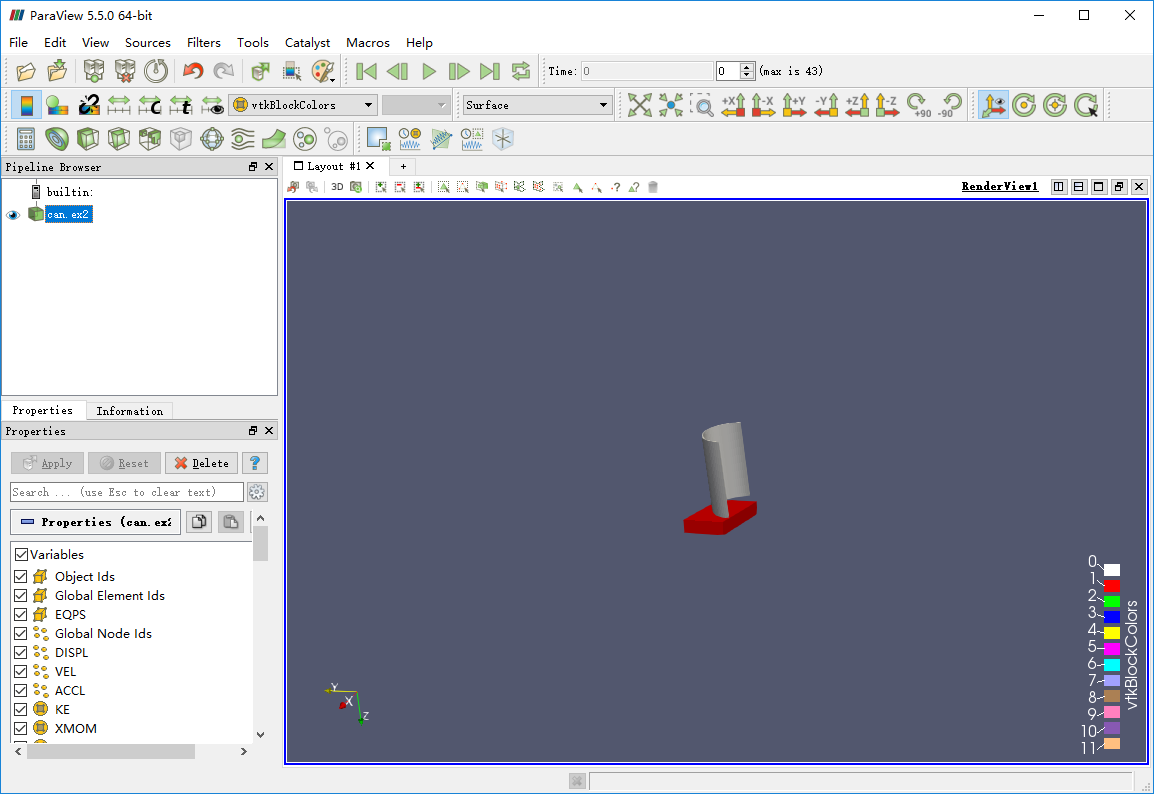 ParaView 5.5.0 64-bit
File Edit View Sources Filters Tools Catalyst Macros Help
Time: 0 0 (max is 43)
vtkBlockColors Surface +X -X +Y -Y +Z -Z +90 -90
Pipeline Browser
Layout #1
builtin:
3D
RenderView1
can.ex2
Properties Information
Properties
Apply Reset Delete ?
Search ... (use Esc to clear text)
Properties (can.ex2
Variables
Object Ids
Global Element Ids
EQPS
Global Node Ids
DISPL
VEL
ACCL
KE
XMOM
Y
X
Z
0
1
2
3
4
5
6
7
8
9
10
11
vtkBlockColors